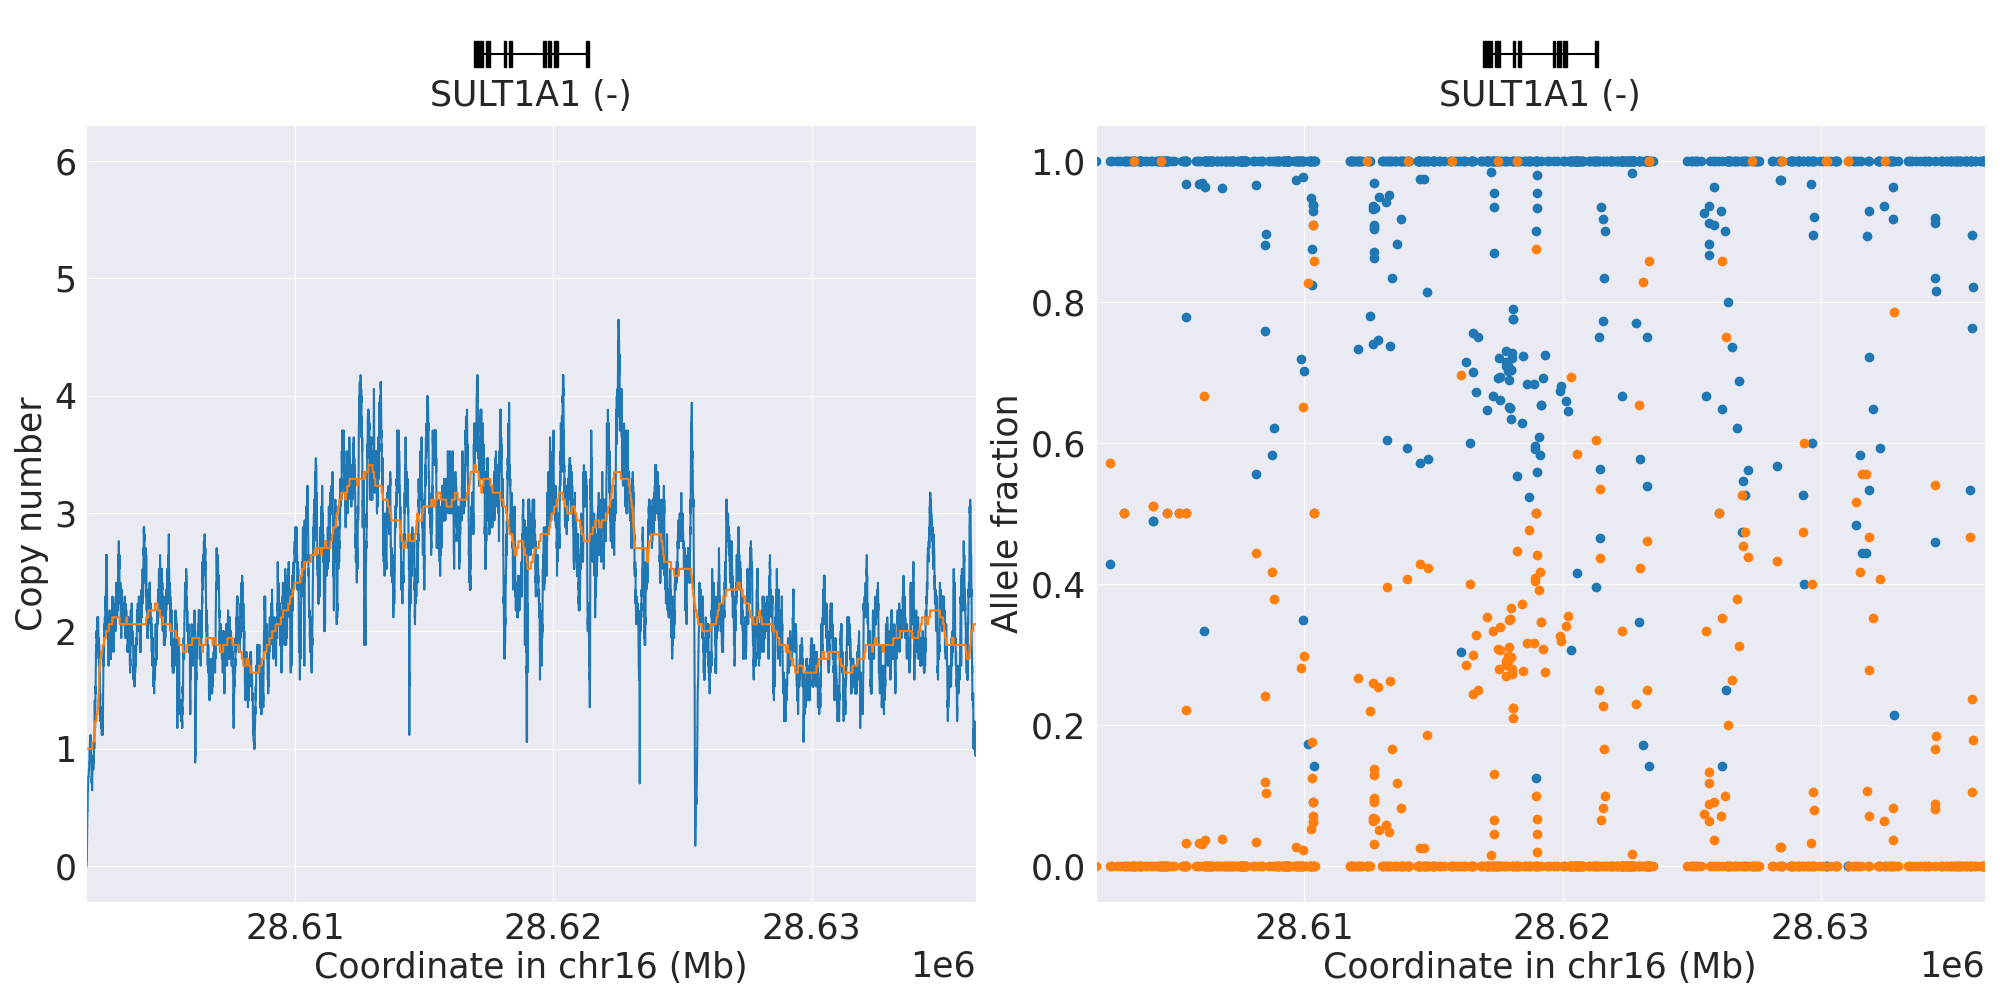 SULT1A1 (-)
6
5
4
3
2
1
0
Copy number
28.61
28.62
28.63
Coordinate in chr16 (Mb)
1e6
SULT1A1 (-)
1.0
0.8
0.6
0.4
0.2
0.0
Allele fraction
28.61
28.62
28.63
Coordinate in chr16 (Mb)
1e6